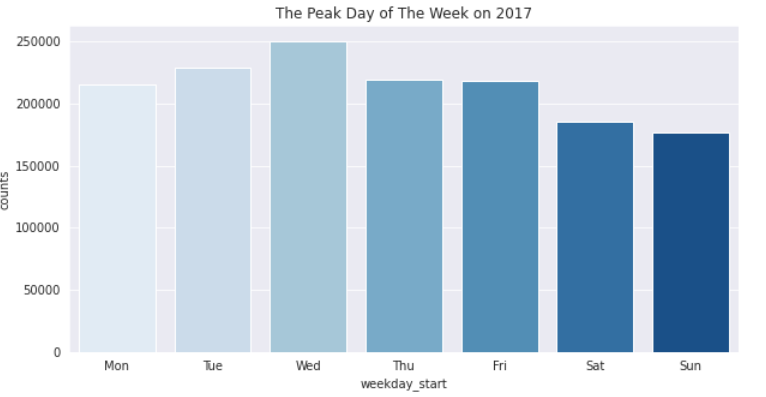 The Peak Day of The Week on 2017
250000
200000
150000
100000
50000
0
counts
Mon Tue Wed Thu Fri Sat Sun
weekday_start